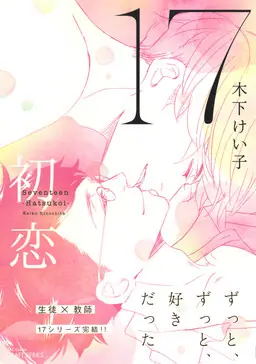 17
木下けい子
初恋
Seventeen
-Hatsukoi-
Keiko Kinoshita
ずっと、
ずっと、
好き
だった
生徒×教師
17シリーズ完結!!